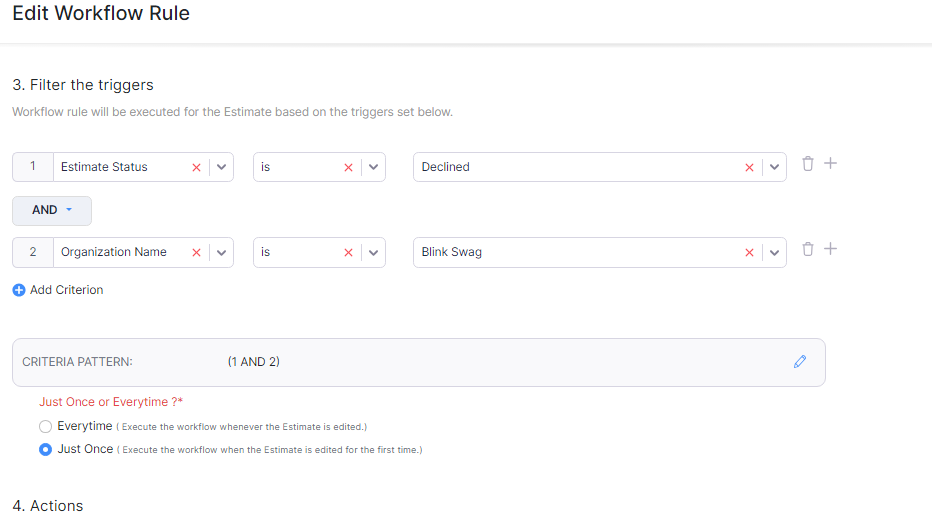 Edit Workflow Rule
3. Filter the triggers
Workflow rule will be executed for the Estimate based on the triggers set below.
1 Estimate Status is Declined
AND
2 Organization Name is Blink Swag
Add Criterion
CRITERIA PATTERN: (1 AND 2)
Just Once or Everytime ?*
Everytime ( Execute the workflow whenever the Estimate is edited.)
Just Once ( Execute the workflow when the Estimate is edited for the first time.)
4. Actions